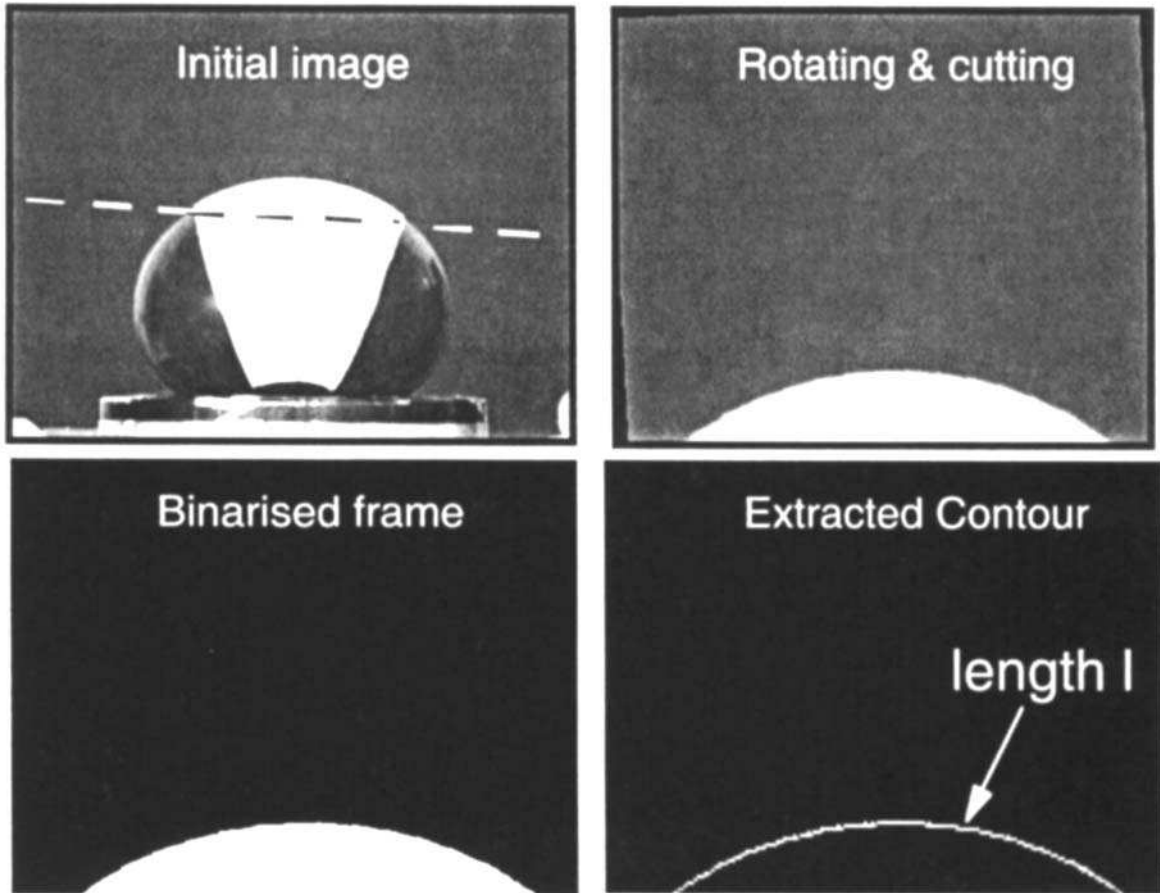 Initial image
Rotating & cutting
Binarised frame
Extracted Contour
length l